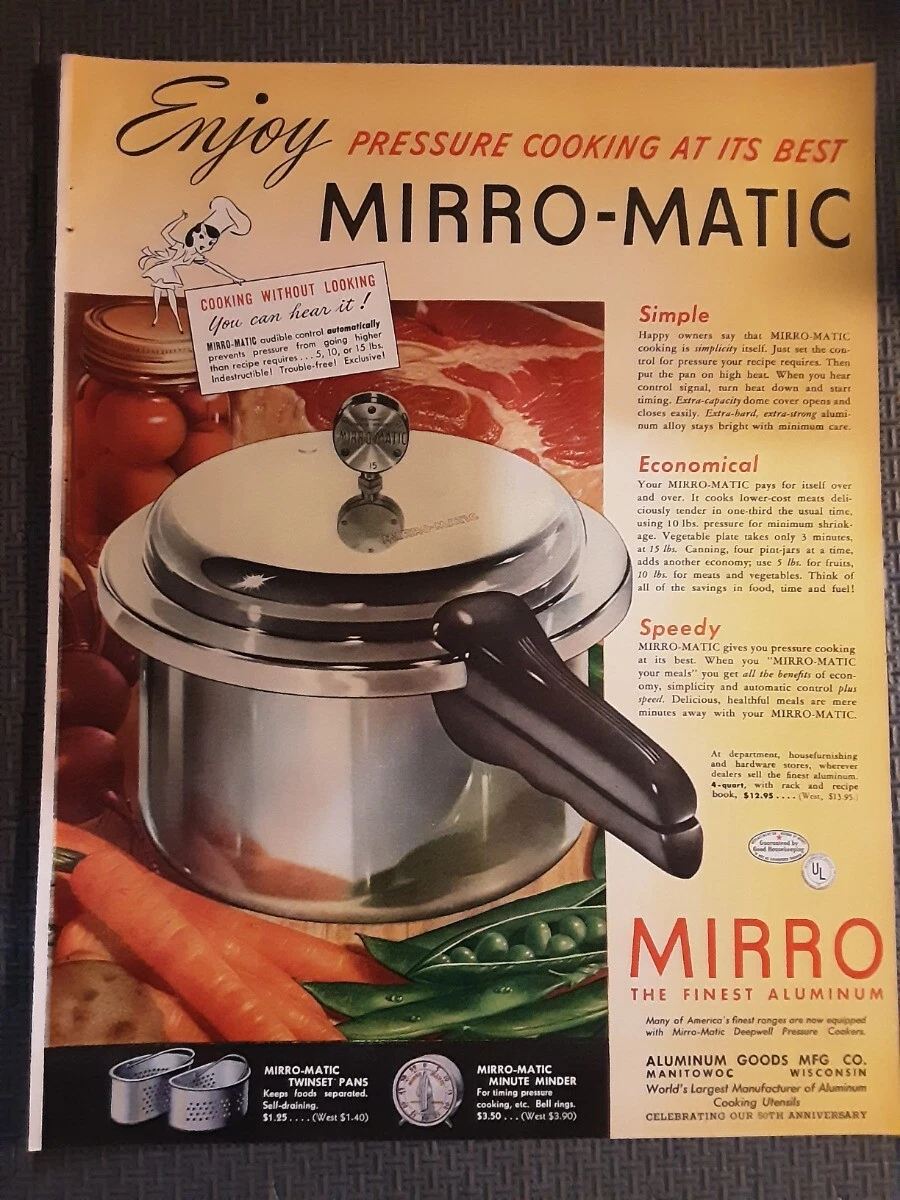 Enjoy PRESSURE COOKING AT ITS BEST
MIRRO-MATIC
COOKING WITHOUT LOOKING
You can hear it!
MIRRO-MATIC audible control automatically
prevents pressure from going higher
than recipe requires ... 5, 10, or 15 lbs.
Indestructible! Trouble-free! Exclusive!
MIRRO-MATIC
15
Simple
Happy owners say that MIRRO-MATIC
cooking is simplicity itself. Just set the con-
trol for pressure your recipe requires. Then
put the pan on high heat. When you hear
control signal, turn heat down and start
timing. Extra-capacity dome cover opens and
closes easily. Extra-hard, extra-strong alumi-
num alloy stays bright with minimum care.
Economical
Your MIRRO-MATIC pays for itself over
and over. It cooks lower-cost meats deli-
ciously tender in one-third the usual time,
using 10 lbs. pressure for minimum shrink-
age. Vegetable plate takes only 3 minutes,
at 15 lbs. Canning, four pint-jars at a time,
adds another economy; use 5 lbs. for fruits,
10 lbs. for meats and vegetables. Think of
all of the savings in food, time and fuel!
Speedy
MIRRO-MATIC gives you pressure cooking
at its best. When you "MIRRO-MATIC
your meals" you get all the benefits of econ-
omy, simplicity and automatic control plus
speed. Delicious, healthful meals are mere
minutes away with your MIRRO-MATIC.
At department, housefurnishing
and hardware stores, wherever
dealers sell the finest aluminum.
4-quart, with rack and recipe
book, $12.95 .... (West, $13.95.)
Guaranteed by
Good Housekeeping
UL
MIRRO
THE FINEST ALUMINUM
Many of America's finest ranges are now equipped
with Mirro-Matic Deepwell Pressure Cookers.
ALUMINUM GOODS MFG CO.
MANITOWOC WISCONSIN
World's Largest Manufacturer of Aluminum
Cooking Utensils
CELEBRATING OUR 50TH ANNIVERSARY
MIRRO-MATIC
TWINSET PANS
Keeps foods separated.
Self-draining.
$1.25 .... (West $1.40)
MIRRO-MATIC
MINUTE MINDER
For timing pressure
cooking, etc. Bell rings.
$3.50 ... (West $3.90)